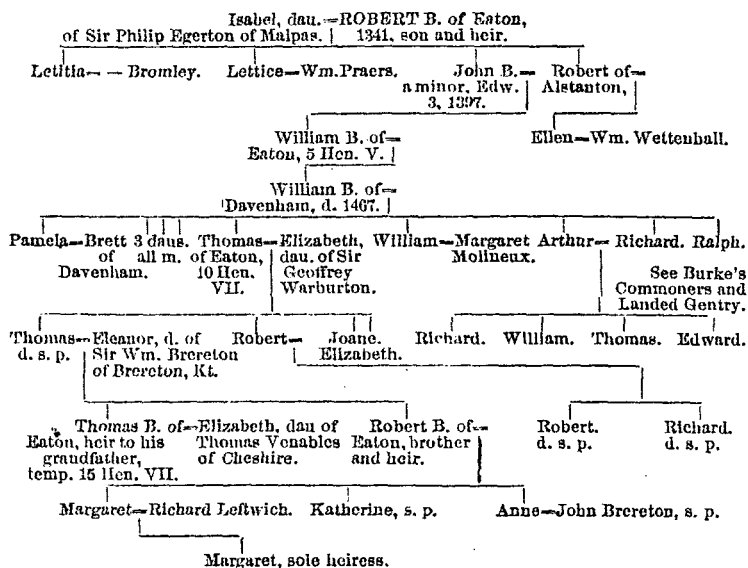 Isabel, dau.=ROBERT B. of Eaton,
of Sir Philip Egerton of Malpas. 1341, son and heir.
Letitia— — Bromley. Lettice—Wm. Praers. John B.— Robert of—
a minor, Edw. Alstanton,
3, 1397.
William B. of— Ellen—Wm. Wettenhall.
Eaton, 5 Hen. V.
William B. of—
Davenham, d. 1467.
Pamela—Brett 3 daus. Thomas— Elizabeth, William—Margaret Arthur— Richard. Ralph.
of all m. of Eaton, dau. of Sir Molineux.
Davenham. 10 Hen. Geoffrey See Burke's
VII. Warburton. Commoners and
Landed Gentry.
Thomas—Eleanor, d. of Robert— Joane. Richard. William. Thomas. Edward.
d. s. p. Sir Wm. Brereton Elizabeth.
of Brereton, Kt.
Thomas B. of—Elizabeth, dau of Robert B. of— Robert. Richard.
Eaton, heir to his Thomas Venables Eaton, brother d. s. p. d. s. p.
grandfather, of Cheshire. and heir.
temp. 15 Hen. VII.
Margaret—Richard Leftwich. Katherine, s. p. Anne—John Brereton, s. p.
Margaret, sole heiress.